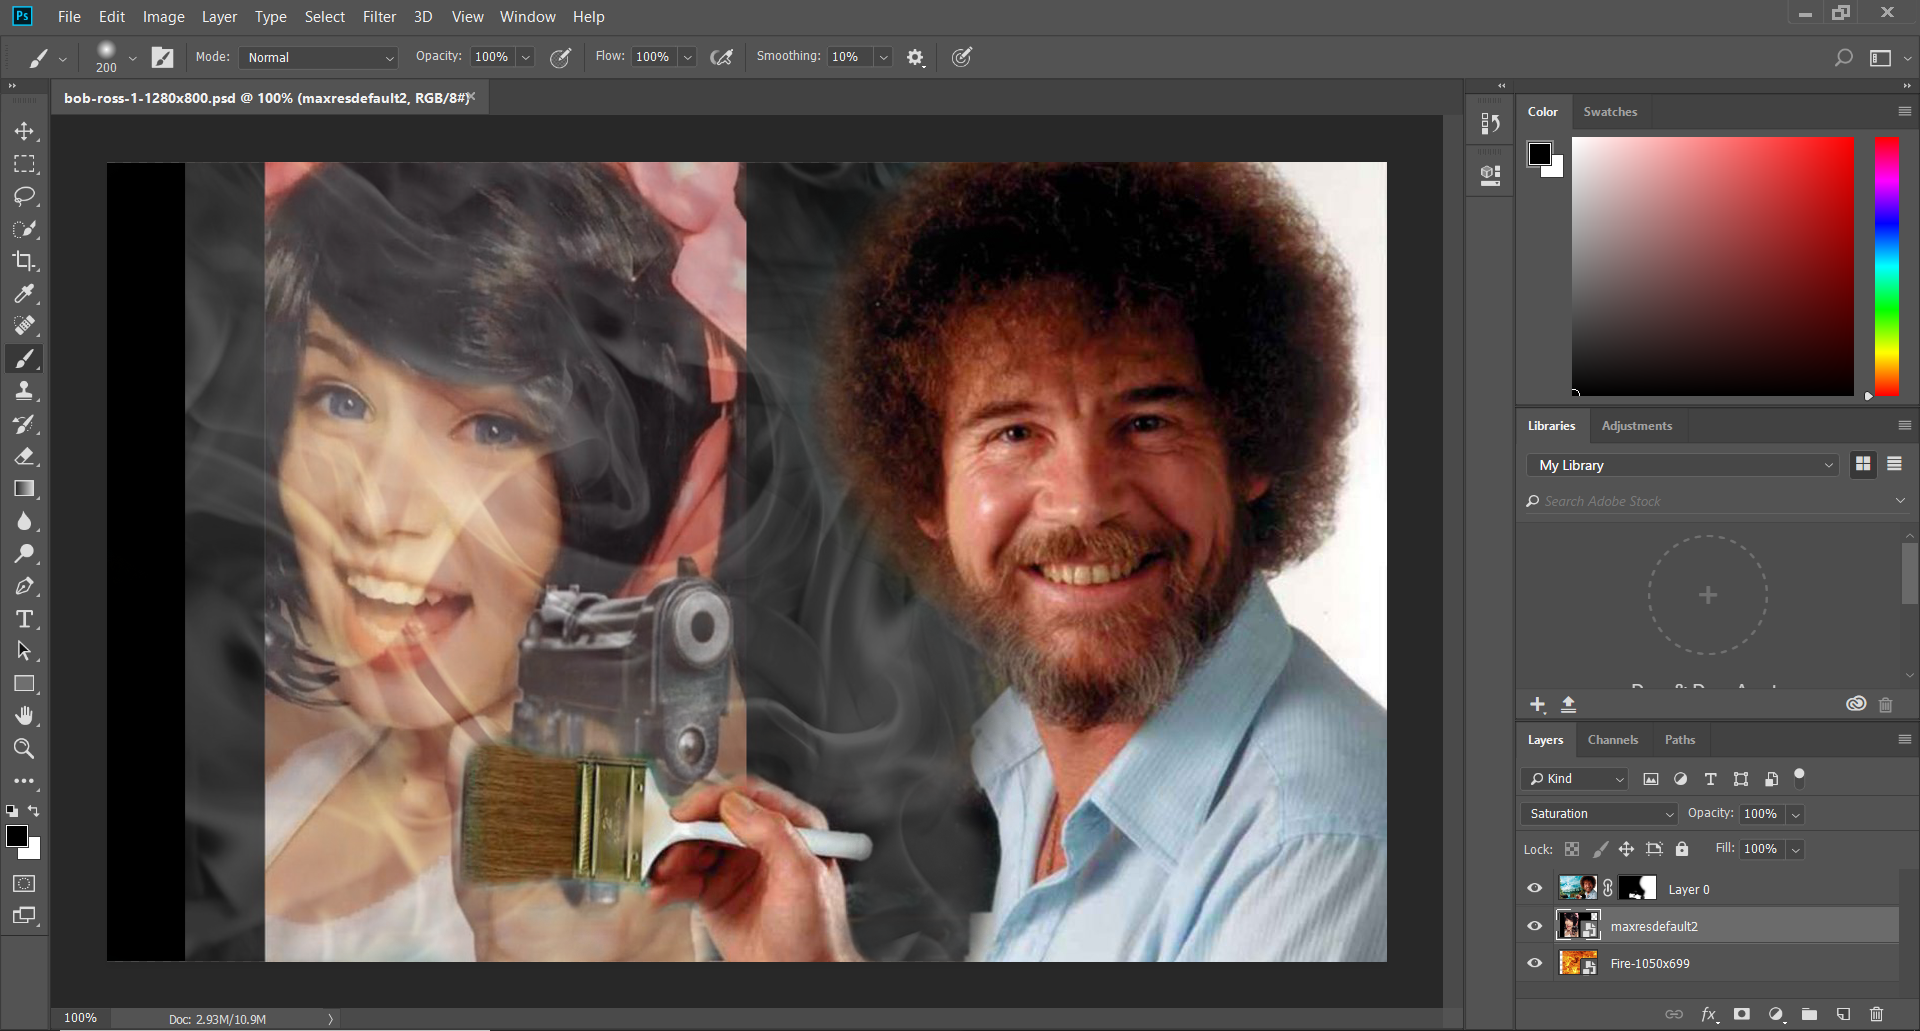 Ps File Edit Image Layer Type Select Filter 3D View Window Help
200 Mode: Normal Opacity: 100% Flow: 100% Smoothing: 10%
bob-ross-1-1280x800.psd @ 100% (maxresdefault2, RGB/8#)
Color Swatches
Libraries Adjustments
My Library
Search Adobe Stock
Layers Channels Paths
Kind
Saturation Opacity: 100%
Lock: Fill: 100%
Layer 0
maxresdefault2
Fire-1050x699
fx
100% Doc: 2.93M/10.9M